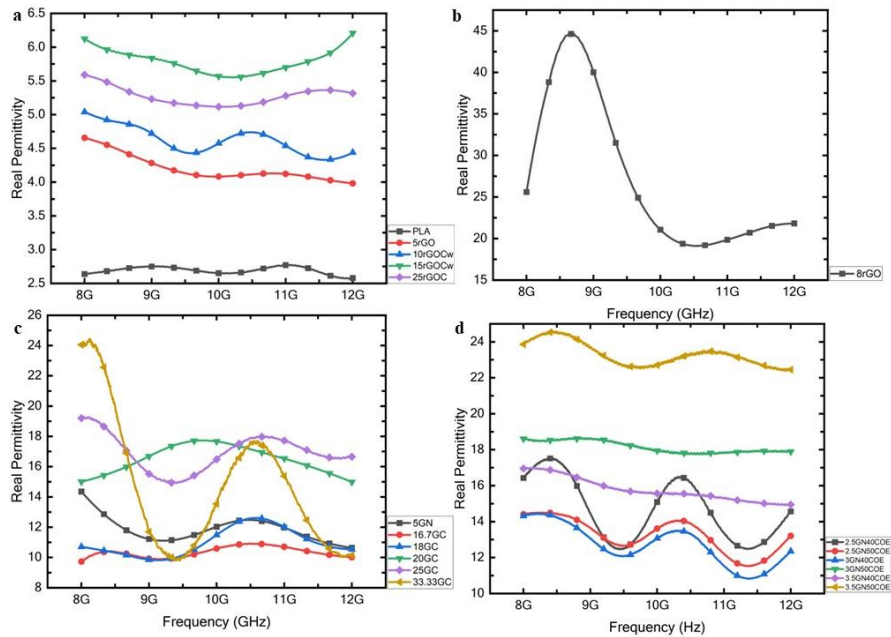 a
Real Permittivity
6.5
6.0
5.5
5.0
4.5
4.0
3.5
3.0
2.5
8G 9G 10G 11G 12G
Frequency (GHz)
PLA
5rGO
10rGOCw
15rGOCw
25rGOC
b
Real Permittivity
45
40
35
30
25
20
15
8G 9G 10G 11G 12G
Frequency (GHz)
8rGO
c
Real Permittivity
26
24
22
20
18
16
14
12
10
8
8G 9G 10G 11G 12G
Frequency (GHz)
5GN
16.7GC
18GC
20GC
25GC
33.33GC
d
Real Permittivity
24
22
20
18
16
14
12
10
8G 9G 10G 11G 12G
Frequency (Hz)
2.5GN40COE
2.5GN50COE
3GN40COE
3GN50COE
3.5GN40COE
3.5GN50COE